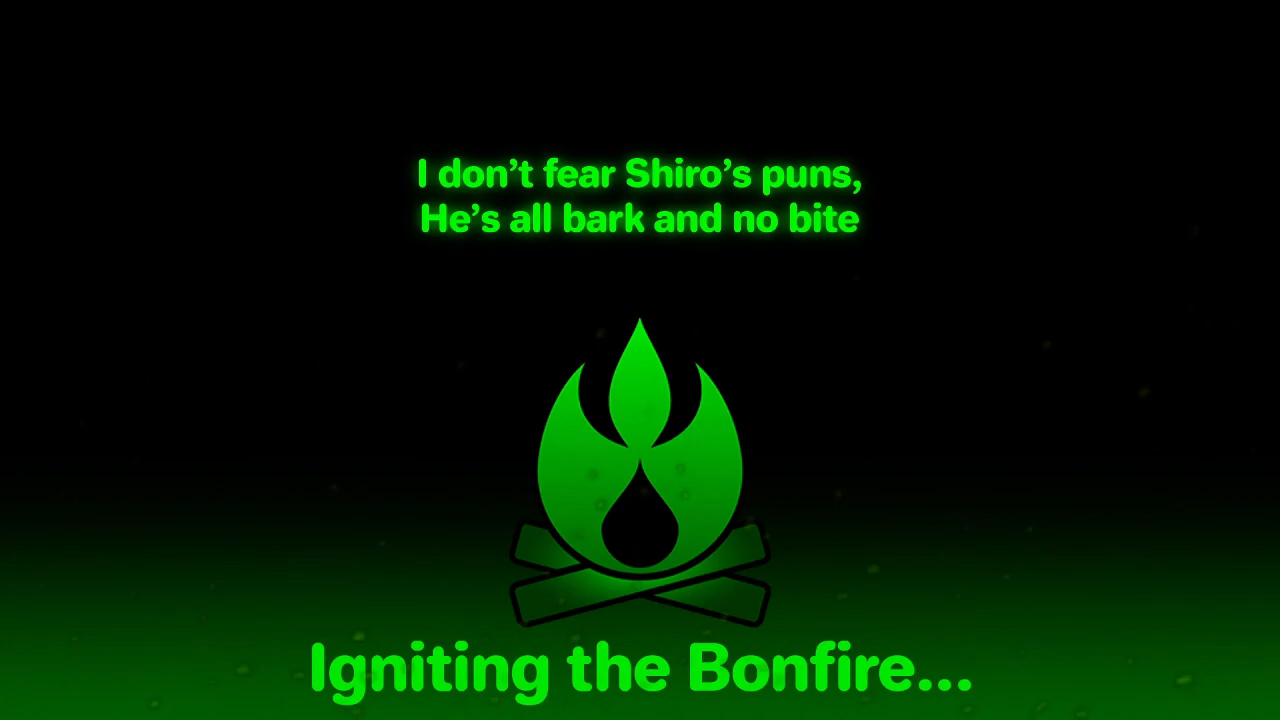 I don’t fear Shiro’s puns,
He’s all bark and no bite
Igniting the Bonfire...